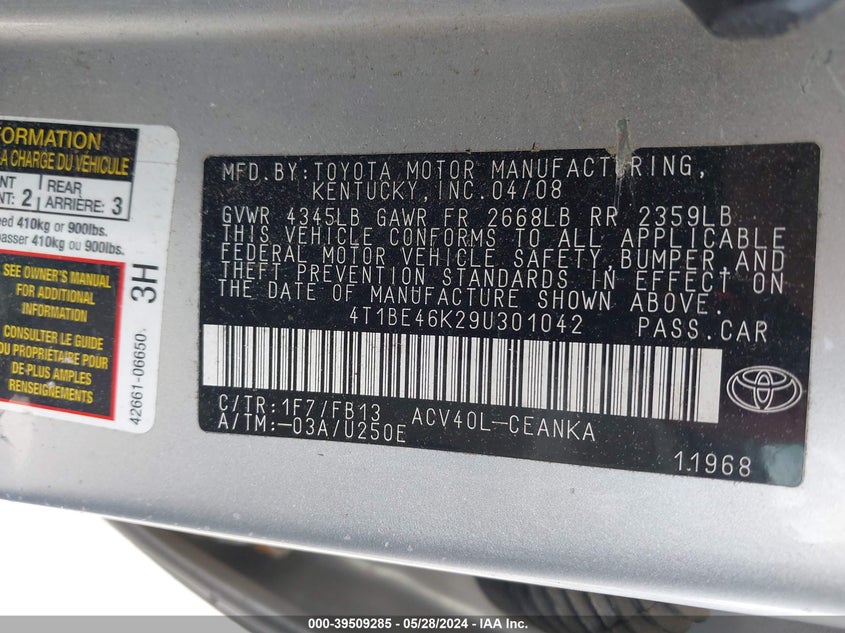 FORMATION
LA CHARGE DU VÉHICULE
NT
T: 2
REAR
ARRIÈRE: 3
eed 410kg or 900lbs.
passer 410kg ou 900lbs.
SEE OWNER'S MANUAL
FOR ADDITIONAL
INFORMATION
CONSULTER LE GUIDE
DU PROPRIÉTAIRE POUR
DE PLUS AMPLES
RENSEIGNEMENTS
3H
42661-06650
MFD.BY:TOYOTA MOTOR MANUFACTURING,
KENTUCKY, INC. 04/08
GVWR 4345LB GAWR FR 2668LB RR 2359LB
THIS VEHICLE CONFORMS TO ALL APPLICABLE
FEDERAL MOTOR VEHICLE SAFETY, BUMPER, AND
THEFT PREVENTION STANDARDS IN EFFECT ON
THE DATE OF MANUFACTURE SHOWN ABOVE.
4T1BE46K29U301042 PASS.CAR
C/TR:1F7/FB13 ACV40L-CEANKA
A/TM:-03A/U250E
11968
000-39509285 - 05/28/2024 - IAA Inc.